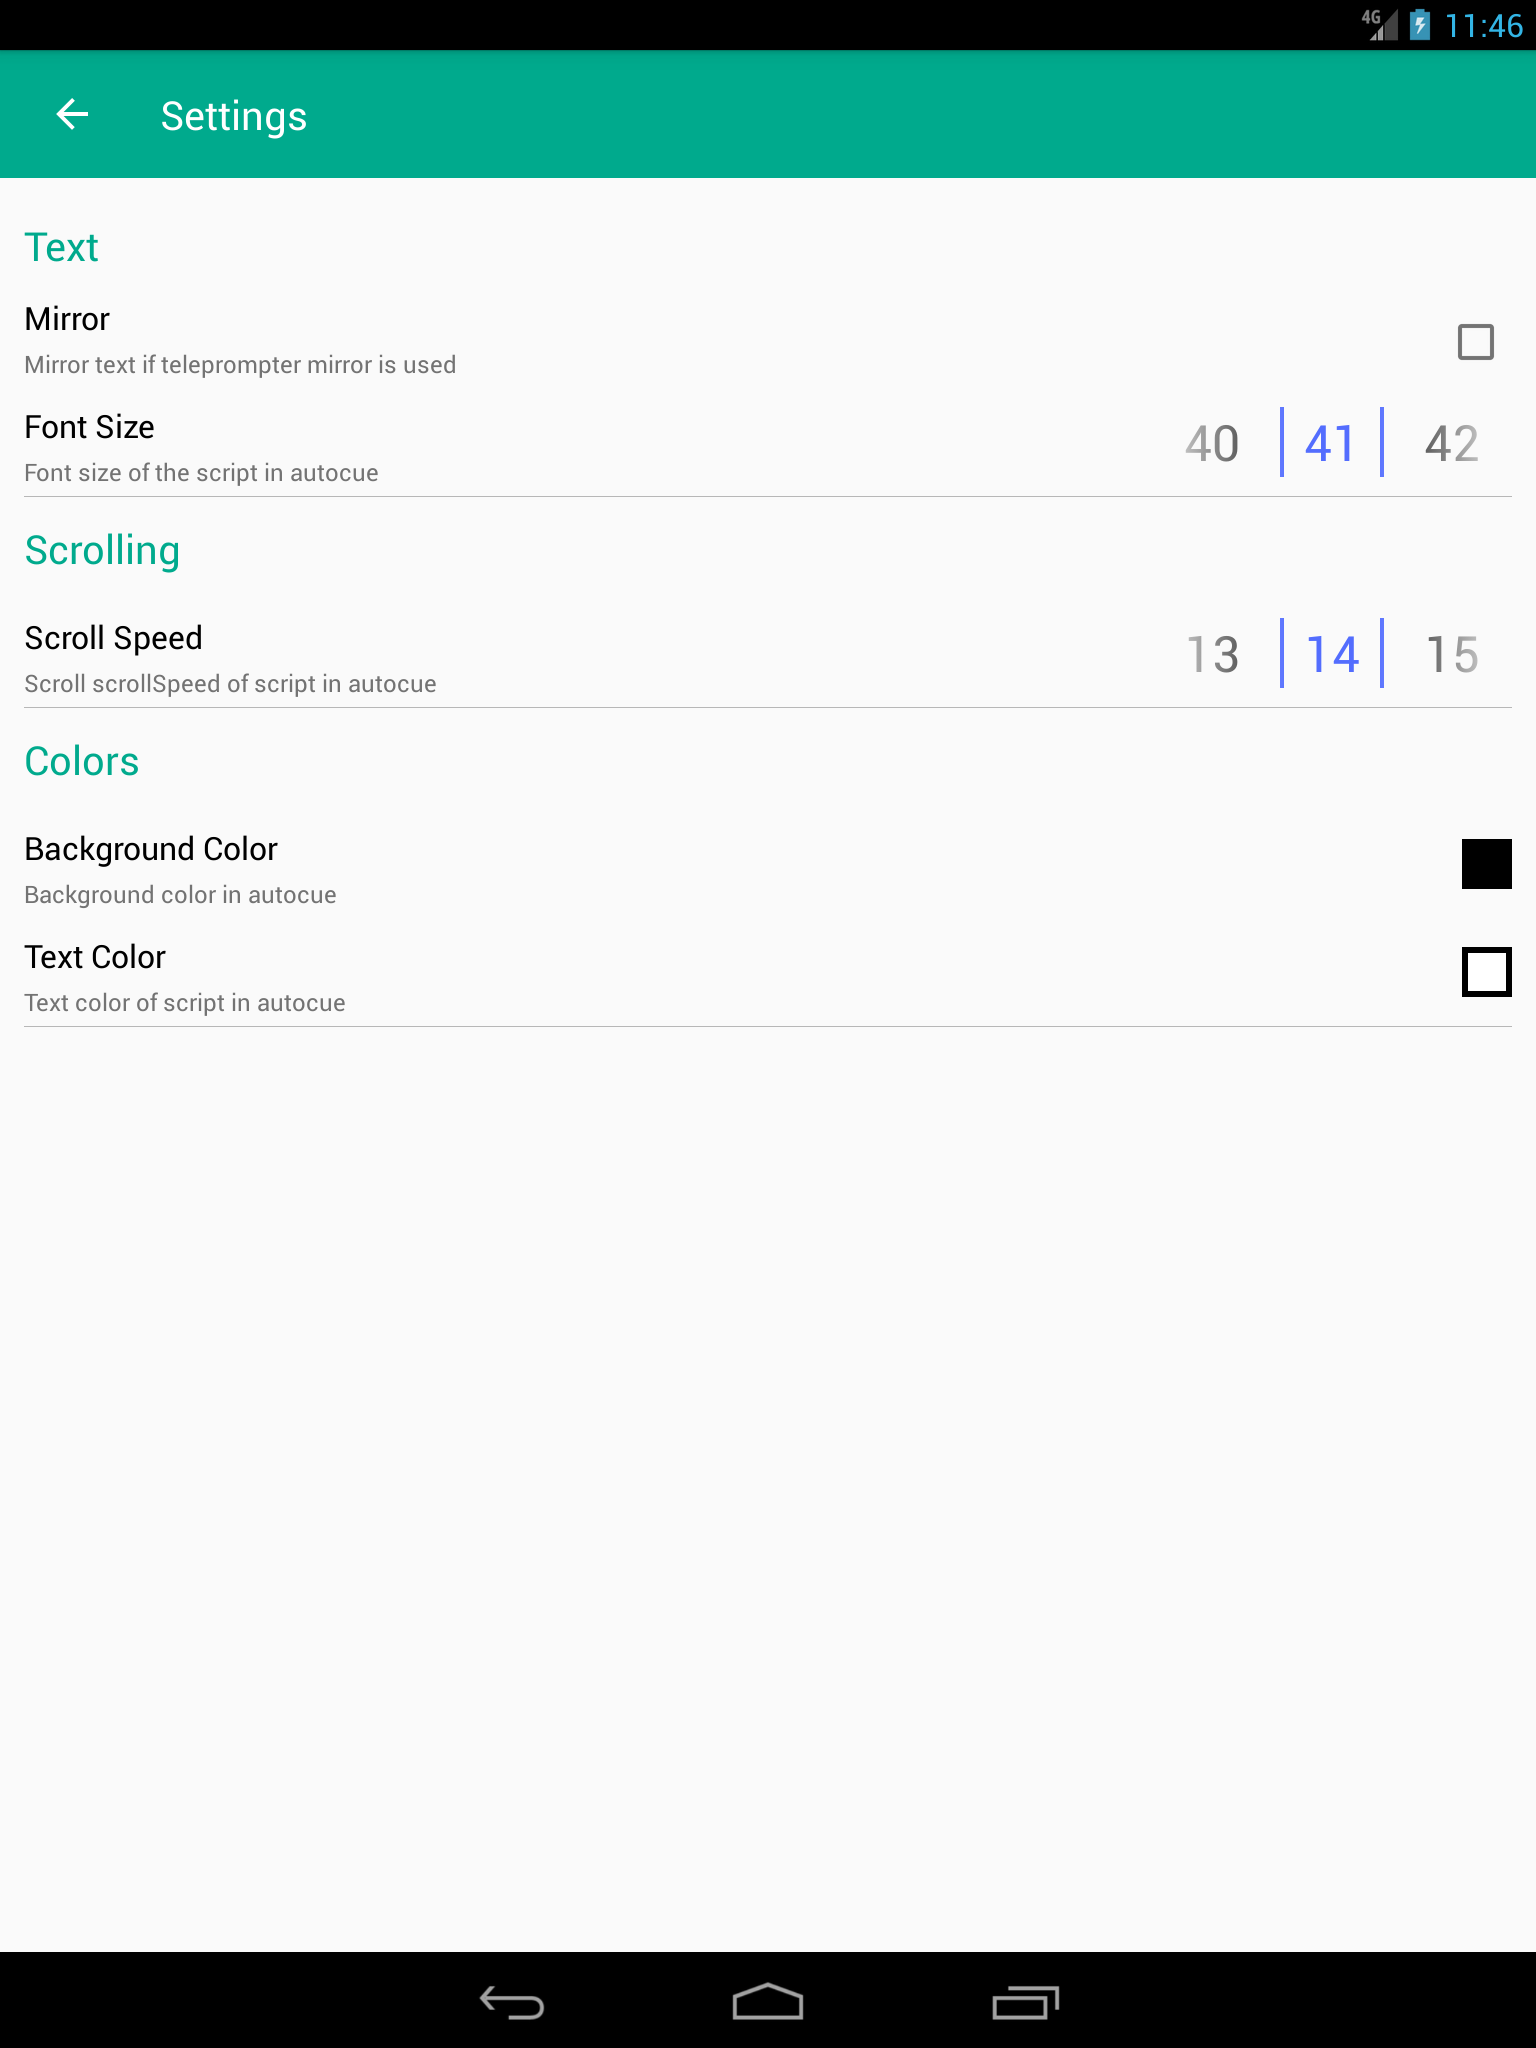 4G 11:46
Settings
Text
Mirror
Mirror text if teleprompter mirror is used
Font Size
40 41 42
Font size of the script in autocue
Scrolling
Scroll Speed
13 14 15
Scroll scrollSpeed of script in autocue
Colors
Background Color
Background color in autocue
Text Color
Text color of script in autocue